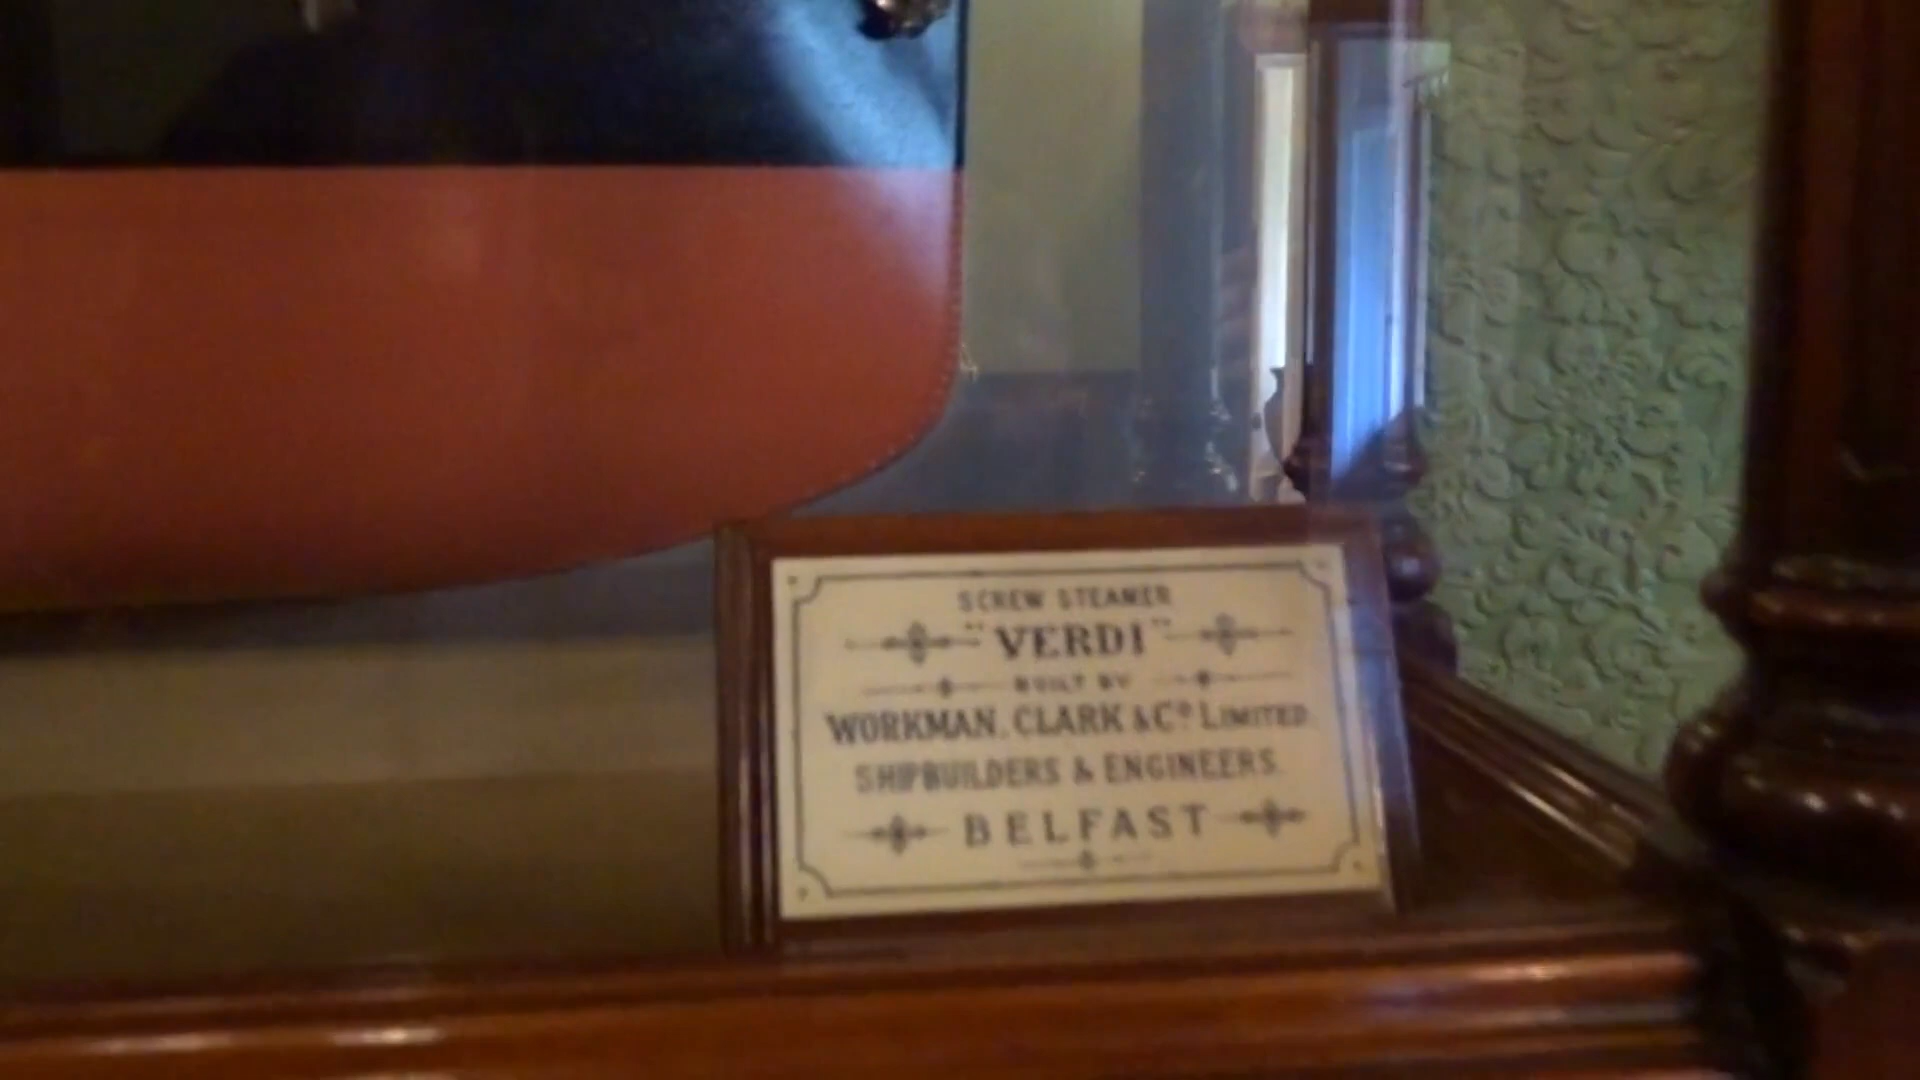 SCREW STEAMER
"VERDI"
BUILT BY
WORKMAN, CLARK & Cº LIMITED.
SHIPBUILDERS & ENGINEERS.
BELFAST